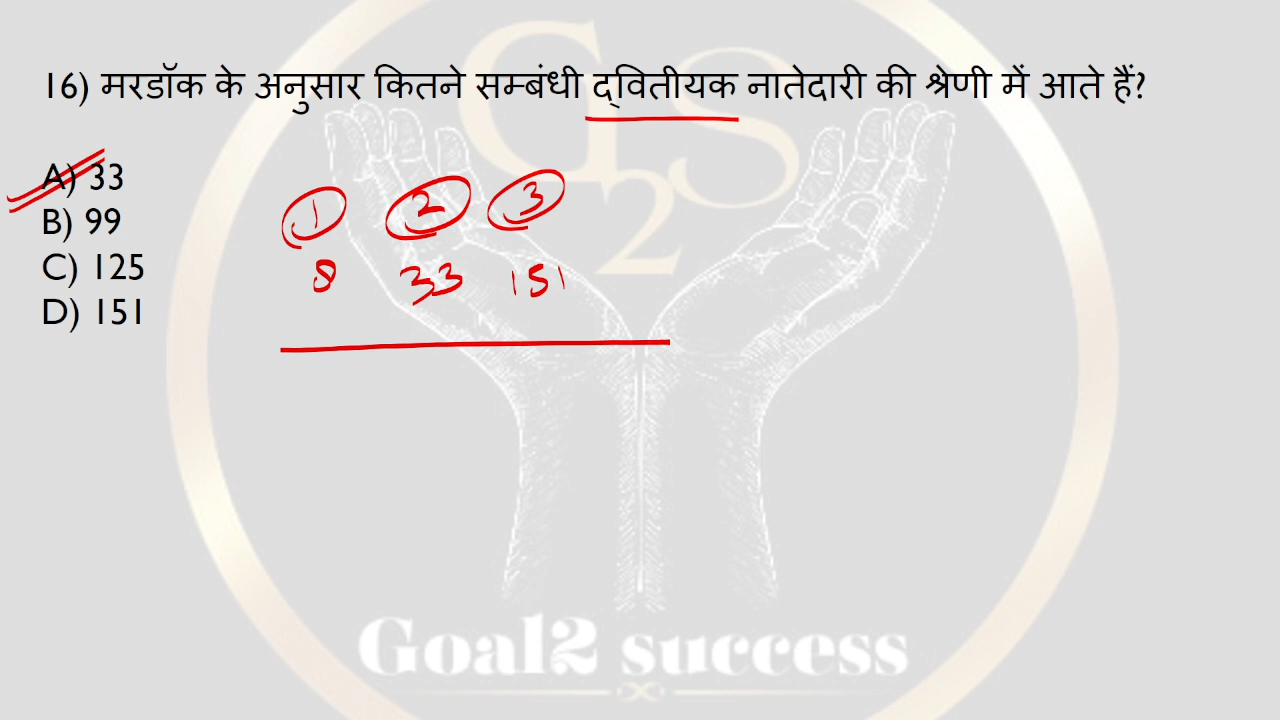 16) मरडॉक के अनुसार कितने सम्बंधी द्वितीयक नातेदारी की श्रेणी में आते हैं?
A) 33
B) 99
C) 125
D) 151
1 2 3
8 33 151
GS2
Goal2 success